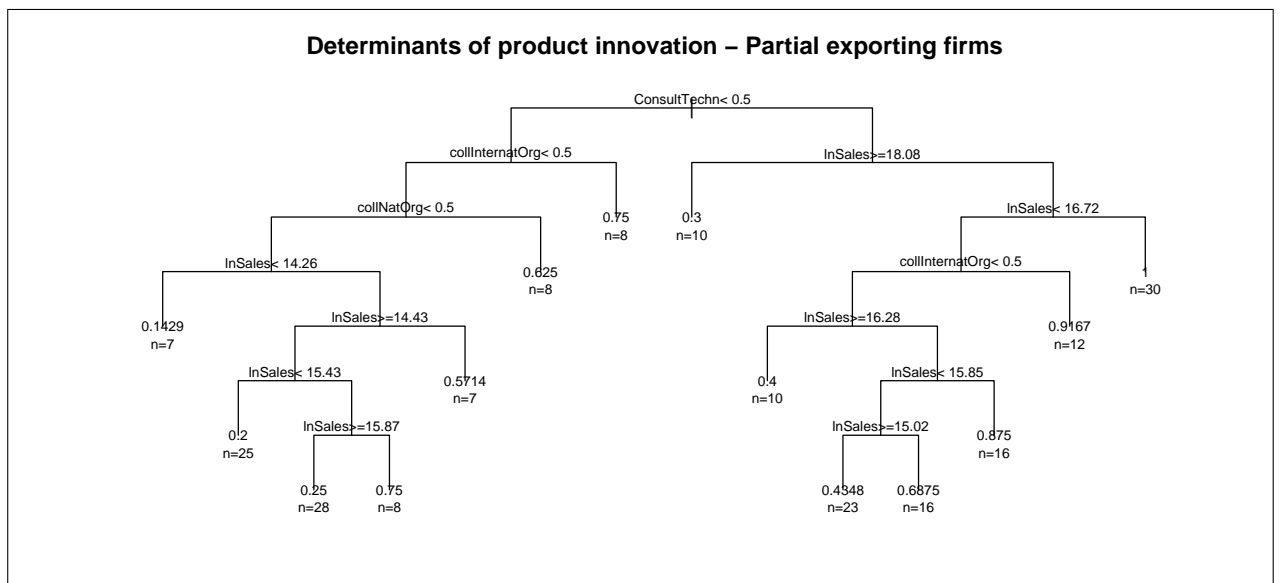 Determinants of product innovation – Partial exporting firms
ConsultTechn< 0.5
collInternatOrg< 0.5
lnSales>=18.08
collNatOrg< 0.5
0.75
n=8
0.3
n=10
lnSales< 16.72
lnSales< 14.26
0.625
n=8
collInternatOrg< 0.5
1
n=30
0.1429
n=7
lnSales>=14.43
lnSales>=16.28
0.9167
n=12
lnSales< 15.43
0.5714
n=7
0.4
n=10
lnSales< 15.85
0.2
n=25
lnSales>=15.87
lnSales>=15.02
0.875
n=16
0.25
n=28
0.75
n=8
0.4348
n=23
0.6875
n=16